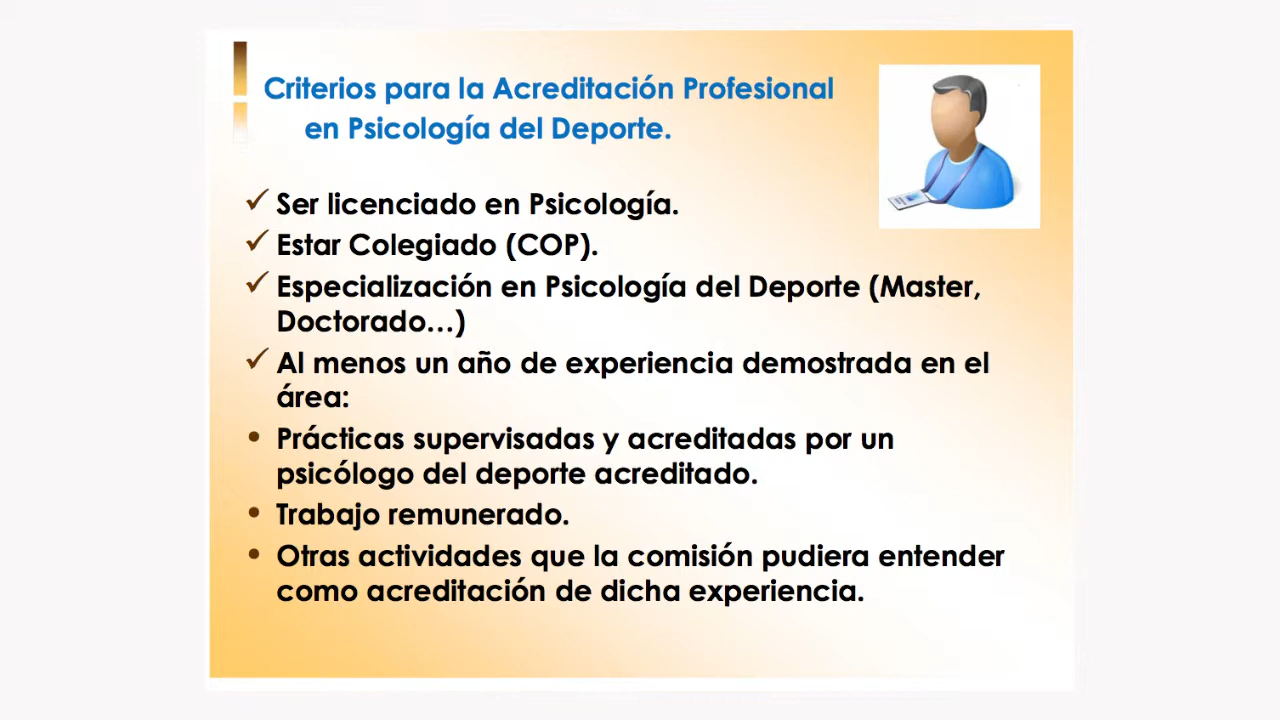 Criterios para la Acreditación Profesional
en Psicología del Deporte.
✓ Ser licenciado en Psicología.
✓ Estar Colegiado (COP).
✓ Especialización en Psicología del Deporte (Master,
Doctorado...)
✓ Al menos un año de experiencia demostrada en el
área:
• Prácticas supervisadas y acreditadas por un
psicólogo del deporte acreditado.
• Trabajo remunerado.
• Otras actividades que la comisión pudiera entender
como acreditación de dicha experiencia.